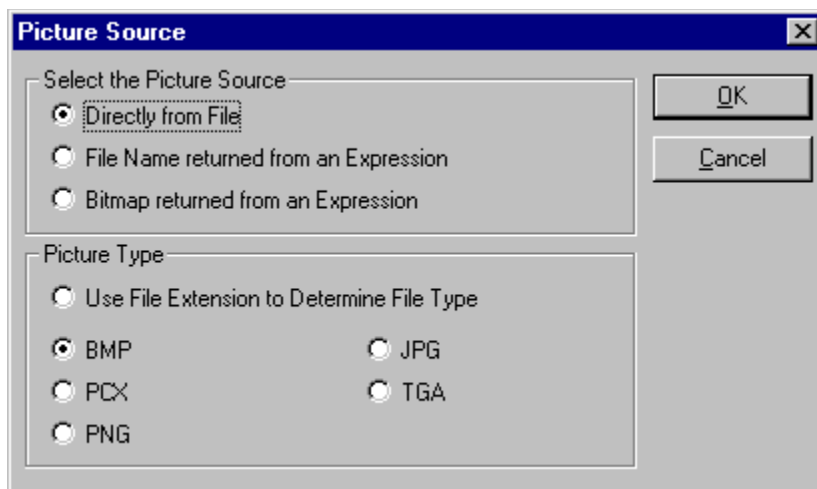 Picture Source
Select the Picture Source
Directly from File
File Name returned from an Expression
Bitmap returned from an Expression
OK
Cancel
Picture Type
Use File Extension to Determine File Type
BMP
JPG
PCX
TGA
PNG